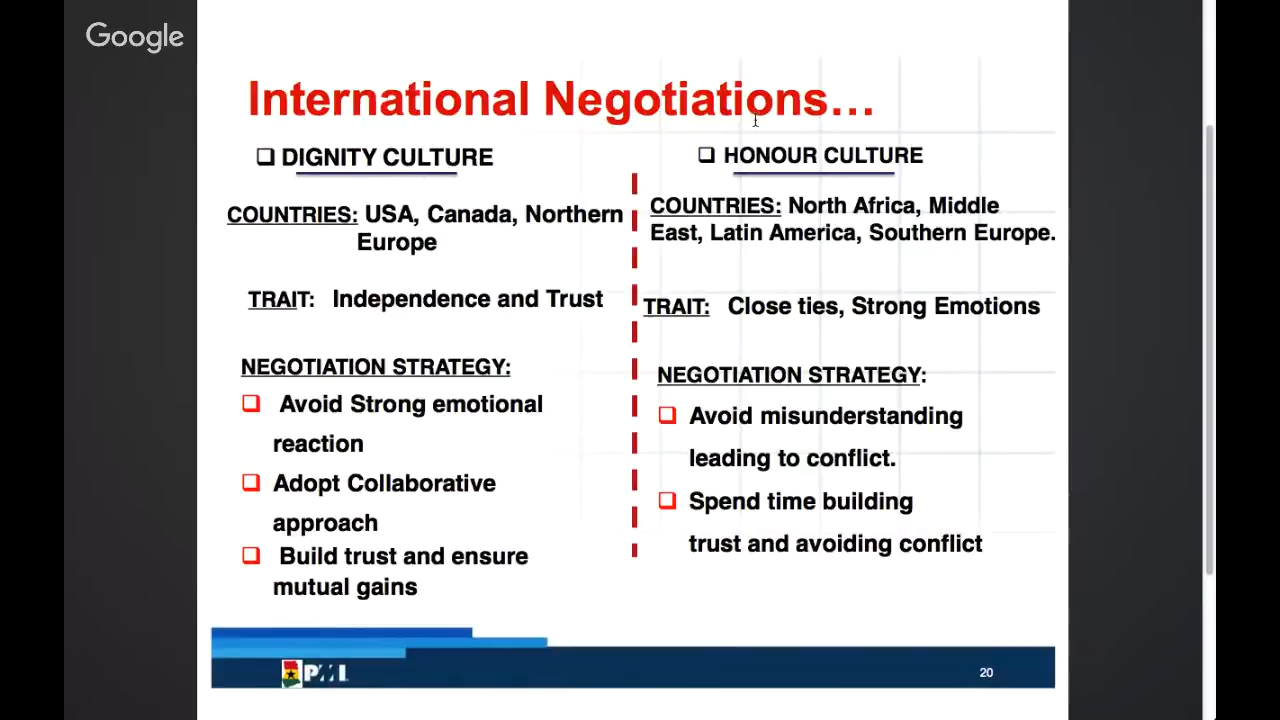 Google
International Negotiations...
DIGNITY CULTURE
COUNTRIES: USA, Canada, Northern
Europe
TRAIT: Independence and Trust
NEGOTIATION STRATEGY:
Avoid Strong emotional
reaction
Adopt Collaborative
approach
Build trust and ensure
mutual gains
HONOUR CULTURE
COUNTRIES: North Africa, Middle
East, Latin America, Southern Europe.
TRAIT: Close ties, Strong Emotions
NEGOTIATION STRATEGY:
Avoid misunderstanding
leading to conflict.
Spend time building
trust and avoiding conflict
PMI
20